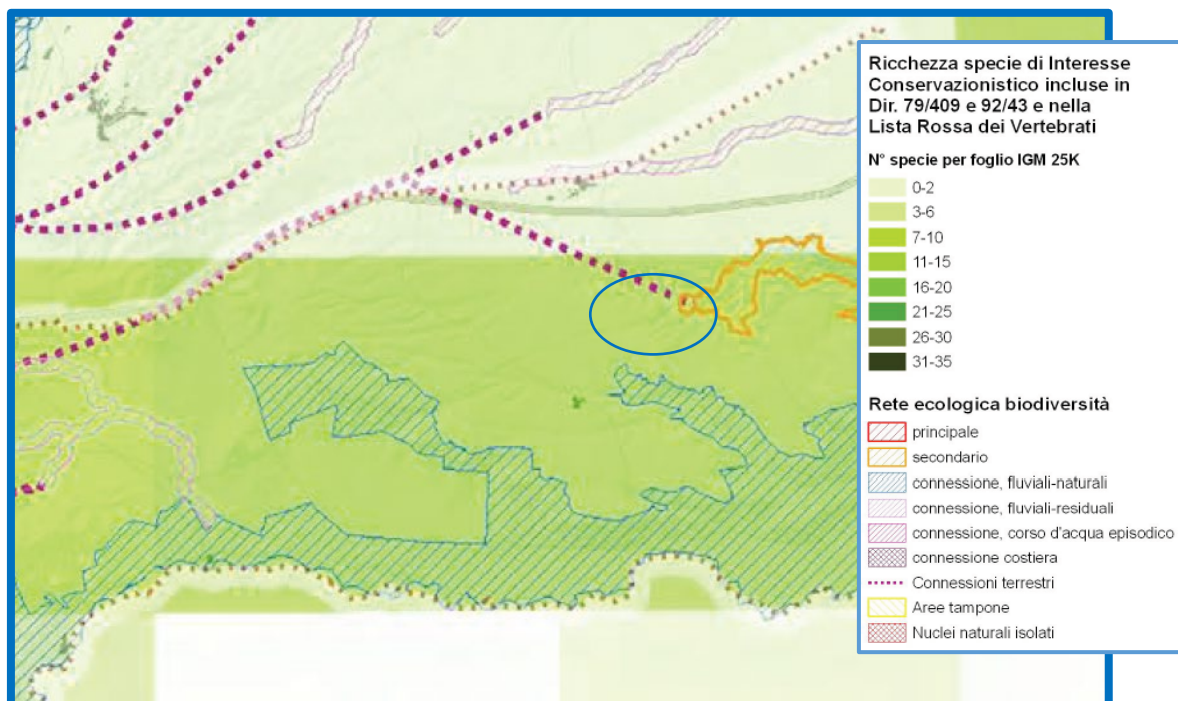 Ricchezza specie di Interesse
Conservazionistico incluse in
Dir. 79/409 e 92/43 e nella
Lista Rossa dei Vertebrati
N° specie per foglio IGM 25K
0-2
3-6
7-10
11-15
16-20
21-25
26-30
31-35
Rete ecologica biodiversità
principale
secondario
connessione, fluviali-naturali
connessione, fluviali-residuali
connessione, corso d'acqua episodico
connessione costiera
Connessioni terrestri
Aree tampone
Nuclei naturali isolati